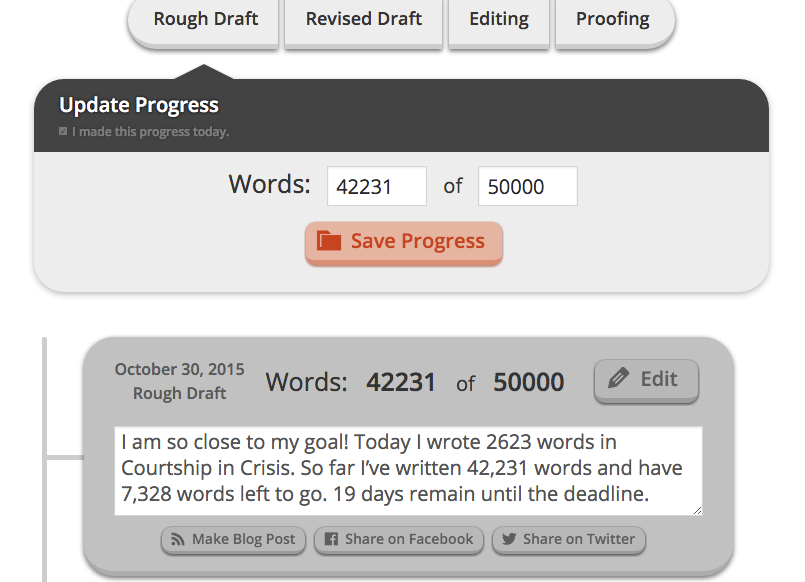 Rough Draft Revised Draft Editing Proofing
Update Progress
I made this progress today.
Words: 42231 of 50000
Save Progress
October 30, 2015
Rough Draft
Words: 42231 of 50000
Edit
I am so close to my goal! Today I wrote 2623 words in
Courtship in Crisis. So far I've written 42,231 words and have
7,328 words left to go. 19 days remain until the deadline.
Make Blog Post Share on Facebook Share on Twitter